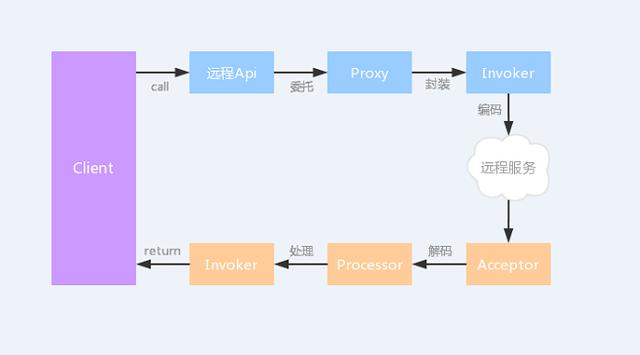 Client
call
远程Api
委托
Proxy
封装
Invoker
编码
远程服务
Acceptor
解码
Processor
处理
Invoker
return